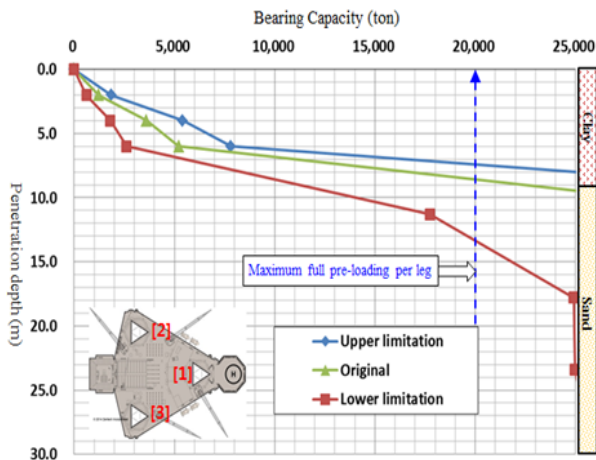 Bearing Capacity (ton)
0 5,000 10,000 15,000 20,000 25,000
0.0
5.0
10.0
15.0
20.0
25.0
30.0
Penetration depth (m)
Clay
Sand
Maximum full pre-loading per leg
Upper limitation
Original
Lower limitation
[2]
[1]
[3]
H